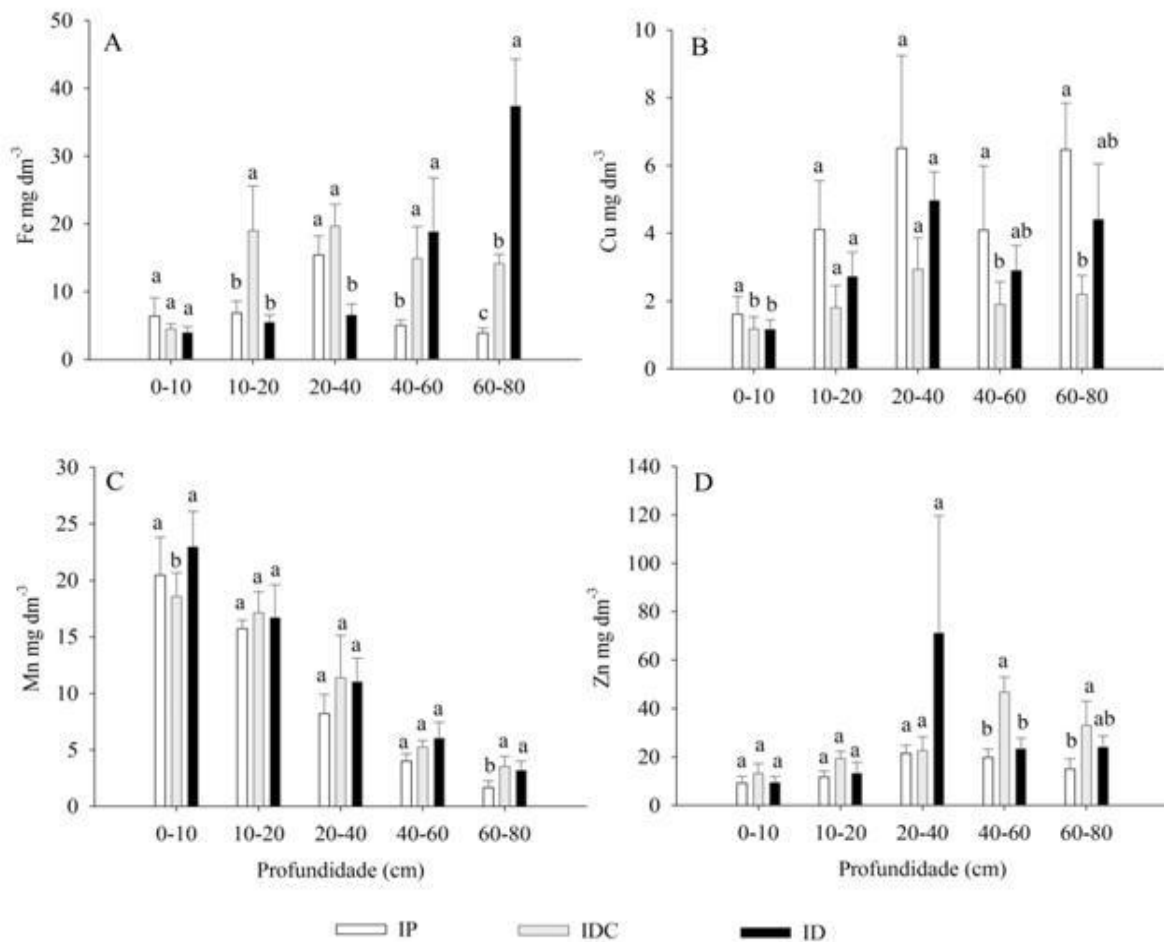 A
Fe mg dm⁻³
50
40
30
20
10
0
a a a
b a b
a a b
b a a
c b a
0-10 10-20 20-40 40-60 60-80
B
Cu mg dm⁻³
10
8
6
4
2
0
a b b
a a a
a a a
a b ab
a b ab
0-10 10-20 20-40 40-60 60-80
C
Mn mg dm⁻³
30
25
20
15
10
5
0
a b a
a a a
a a a
a a a
b a a
0-10 10-20 20-40 40-60 60-80
Profundidade (cm)
D
Zn mg dm⁻³
140
120
100
80
60
40
20
0
a a a
a a a
a a a
b a b
b a ab
0-10 10-20 20-40 40-60 60-80
Profundidade (cm)
IP IDC ID